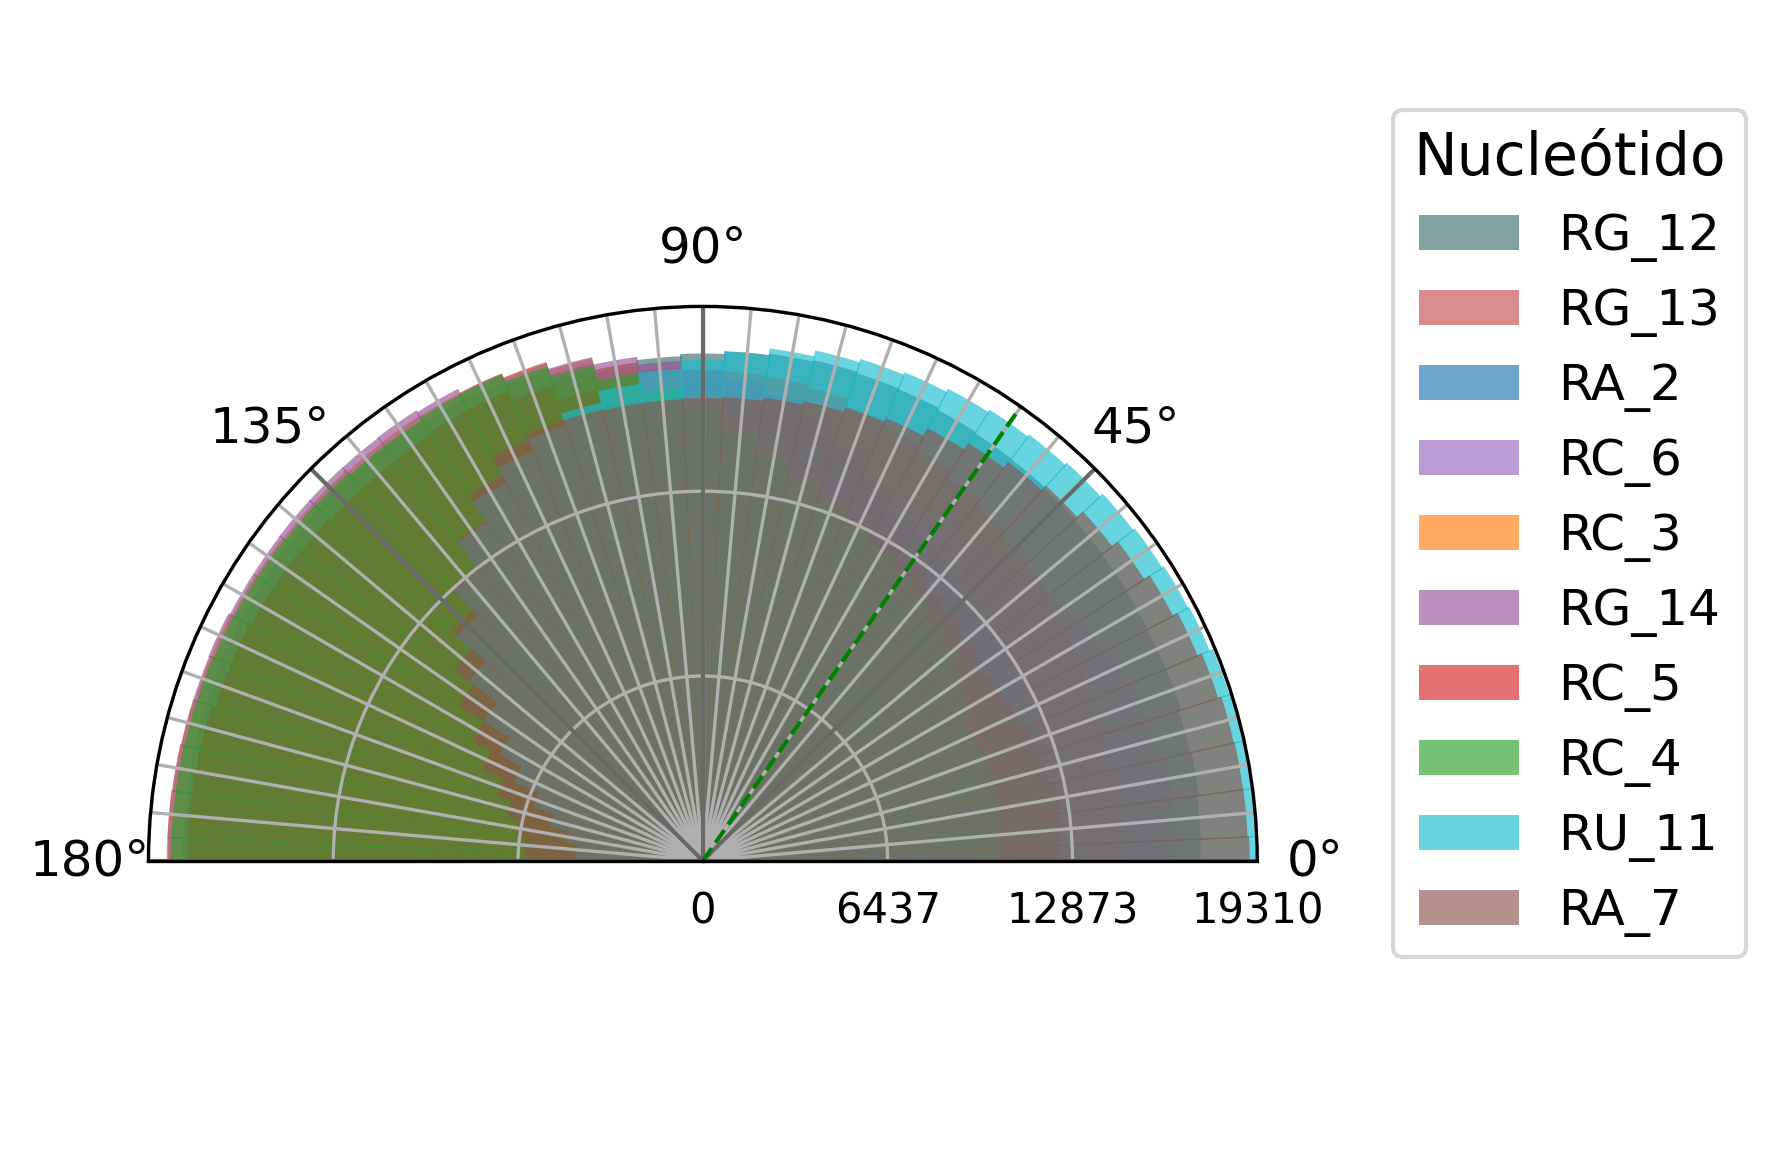 90°
135°
45°
180°
0°
0
6437
12873
19310
Nucleótido
RG_12
RG_13
RA_2
RC_6
RC_3
RG_14
RC_5
RC_4
RU_11
RA_7